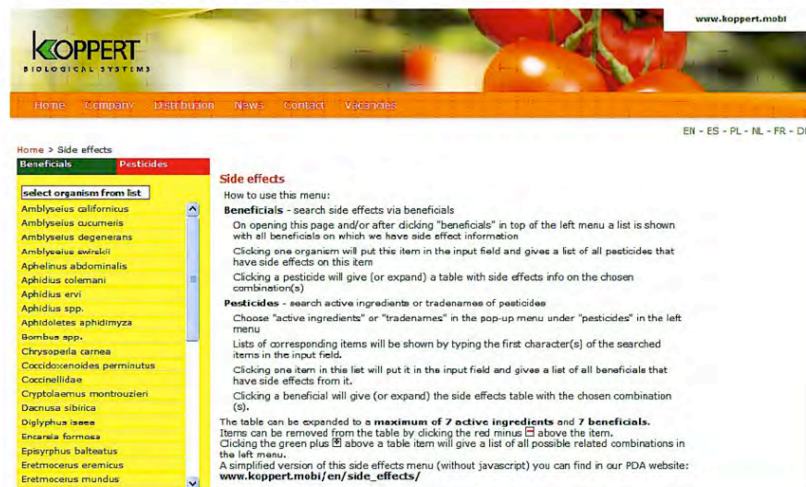 www.koppert.mobi
KOPPERT
BIOLOGICAL SYSTEMS
Home Company Distribution News Contact Vacancies
EN - ES - PL - NL - FR - DE
Home > Side effects
Beneficials Pesticides
select organism from list
Amblyseius californicus
Amblyseius cucumeris
Amblyseius degenerans
Amblyseius swirskii
Aphelinus abdominalis
Aphidius colemani
Aphidius ervi
Aphidius spp.
Aphidoletes aphidimyza
Bombus spp.
Chrysoperla carnea
Coccidoxenoides perminutus
Coccinellidae
Cryptolaemus montrouzieri
Dacnusa sibirica
Diglyphus isaea
Encarsia formosa
Episyrphus balteatus
Eretmocerus eremicus
Eretmocerus mundus
Side effects
How to use this menu:
Beneficials - search side effects via beneficials
On opening this page and/or after clicking "beneficials" in top of the left menu a list is shown
with all beneficials on which we have side effect information
Clicking one organism will put this item in the input field and gives a list of all pesticides that
have side effects on this item
Clicking a pesticide will give (or expand) a table with side effects info on the chosen
combination(s)
Pesticides - search active ingredients or tradenames of pesticides
Choose "active ingredients" or "tradenames" in the pop-up menu under "pesticides" in the left
menu
Lists of corresponding items will be shown by typing the first character(s) of the searched
items in the input field.
Clicking one item in this list will put it in the input field and gives a list of all beneficials that
have side effects from it.
Clicking a beneficial will give (or expand) the side effects table with the chosen combination
(s).
The table can be expanded to a maximum of 7 active ingredients and 7 beneficials.
Items can be removed from the table by clicking the red minus above the item.
Clicking the green plus above a table item will give a list of all possible related combinations in
the left menu.
A simplified version of this side effects menu (without javascript) you can find in our PDA website:
www.koppert.mobi/en/side_effects/